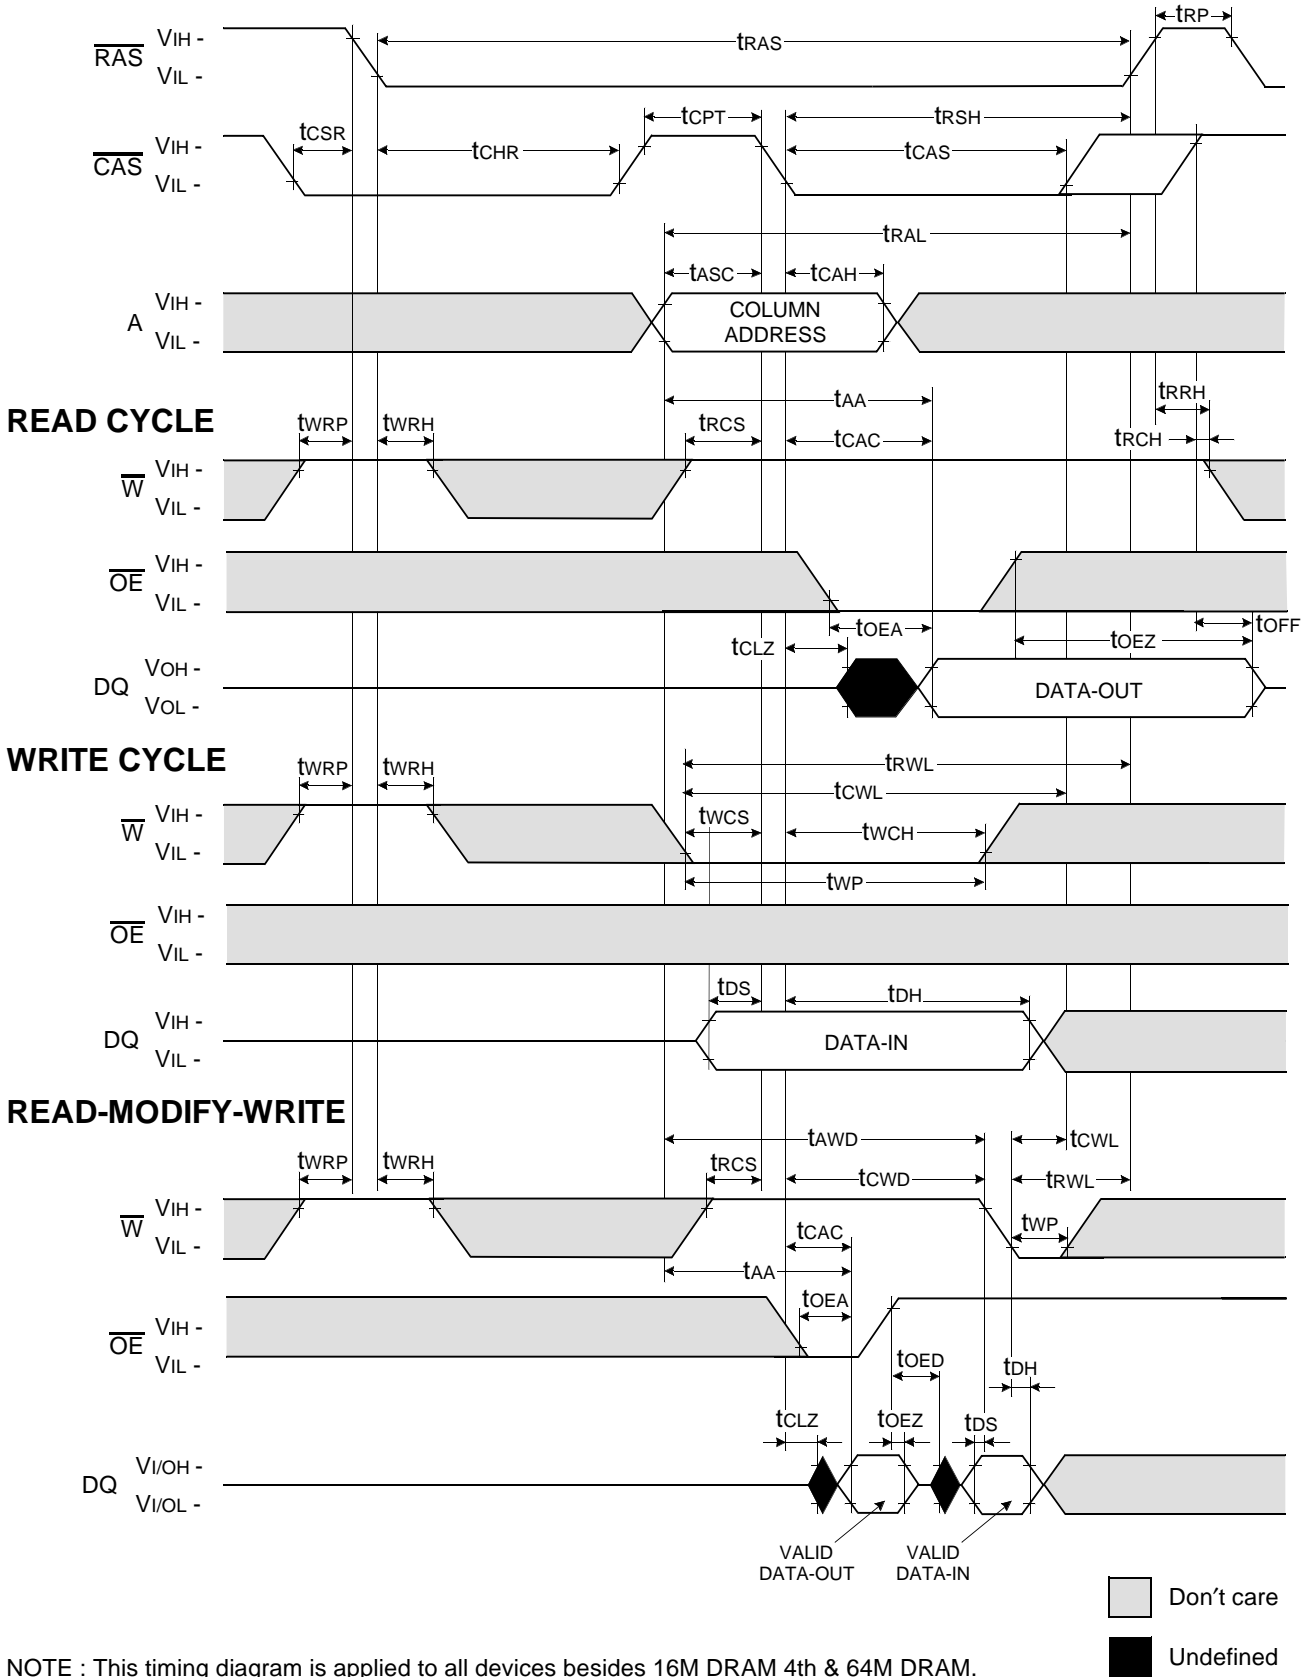 tRP
RAS
VIH -
VIL -
tRAS
tCPT
tRSH
tCSR
CAS
VIH -
VIL -
tCHR
tCAS
tRAL
tASC
tCAH
A
VIH -
VIL -
COLUMN
ADDRESS
tAA
tRRH
READ CYCLE
tWRP
tWRH
tRCS
tCAC
tRCH
W
VIH -
VIL -
OE
VIH -
VIL -
tOEA
tOFF
tCLZ
tOEZ
DQ
VOH -
VOL -
DATA-OUT
WRITE CYCLE
tWRP
tWRH
tRWL
tCWL
W
VIH -
VIL -
tWCS
tWCH
tWP
OE
VIH -
VIL -
tDS
tDH
DQ
VIH -
VIL -
DATA-IN
READ-MODIFY-WRITE
tAWD
tCWL
tWRP
tWRH
tRCS
tCWD
tRWL
W
VIH -
VIL -
tWP
tCAC
tAA
tOEA
OE
VIH -
VIL -
tOED
tDH
tCLZ
tOEZ
tDS
DQ
VI/OH -
VI/OL -
VALID
DATA-OUT
VALID
DATA-IN
Don′t care
Undefined
NOTE : This timing diagram is applied to all devices besides 16M DRAM 4th & 64M DRAM.